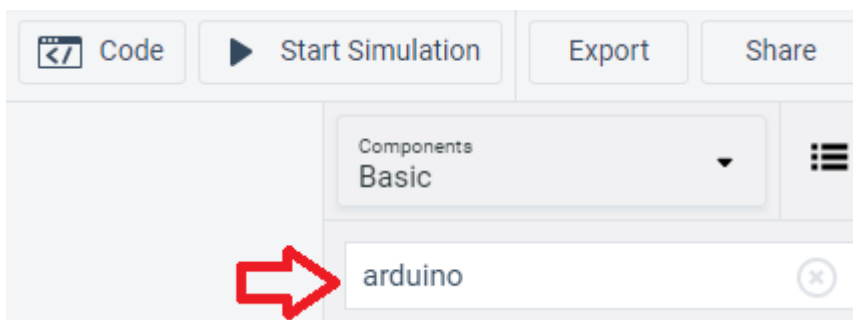 Code
Start Simulation
Export
Share
Components
Basic
arduino